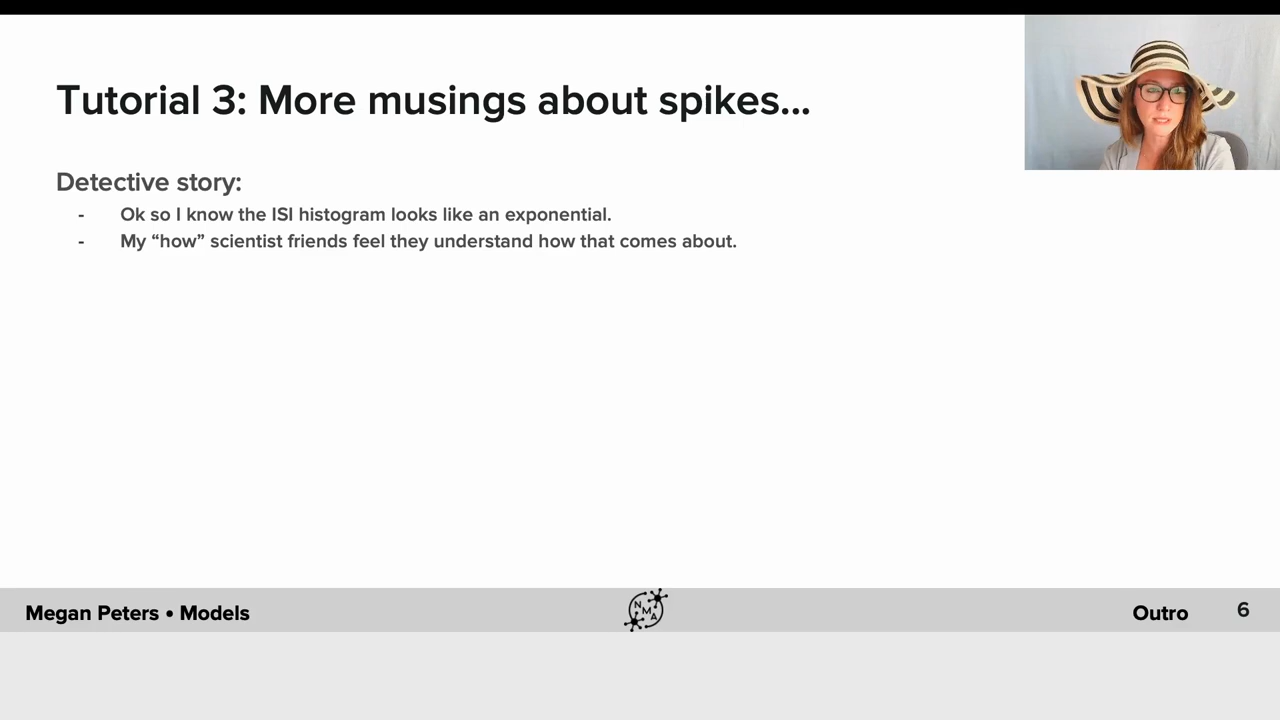 Tutorial 3: More musings about spikes...
Detective story:
- Ok so I know the ISI histogram looks like an exponential.
- My “how” scientist friends feel they understand how that comes about.
Megan Peters • Models
N
M
A
Outro
6